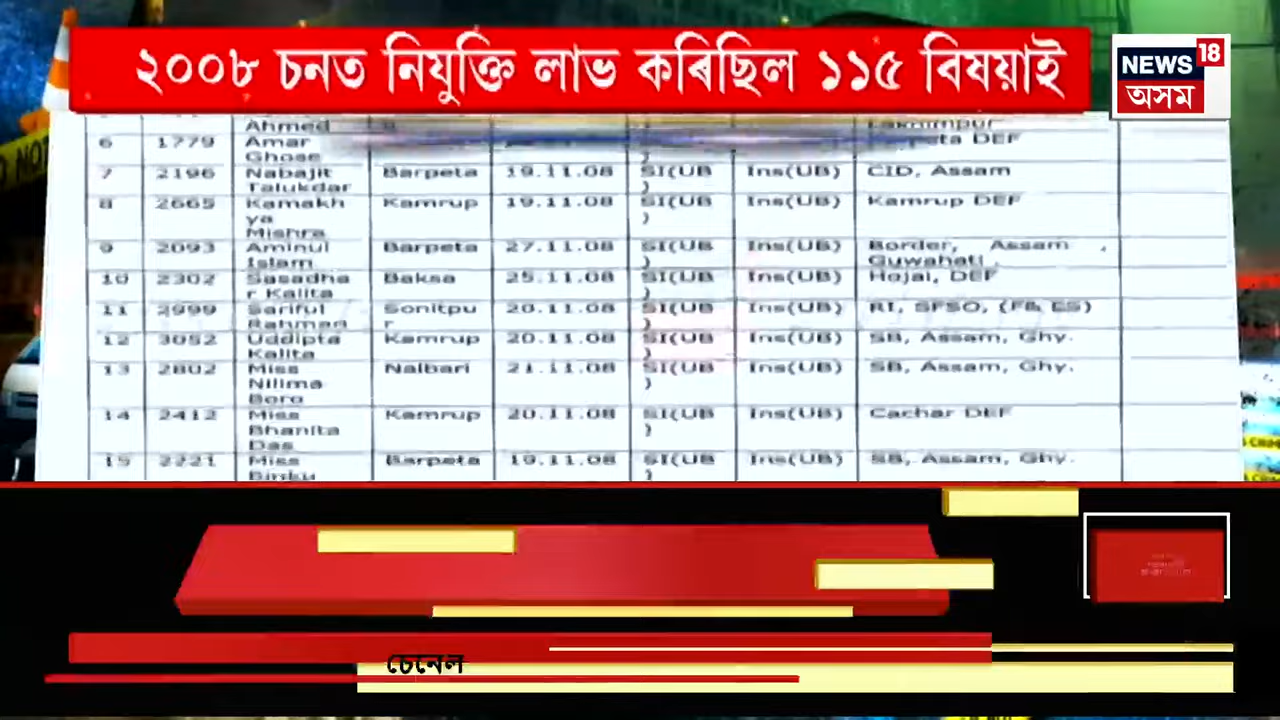 ২০০৮ চনত নিযুক্তি লাভ কৰিছিল ১১৫ বিষয়াই
NEWS 18
অসম
Ahmed
6 1779 Amar Ghose DEF
7 2196 Nabajit Talukdar Barpeta 19.11.08 SI(UB) Ins(UB) CID, Assam
8 2665 Kamakhya Mishra Kamrup 19.11.08 SI(UB) Ins(UB) Kamrup DEF
9 2093 Aminul Islam Barpeta 27.11.08 SI(UB) Ins(UB) Border, Assam, Guwahati.
10 2302 Sasadhar Kalita Baksa 25.11.08 SI(UB) Ins(UB) Hojai, DEF
11 2999 Sariful Rahman Sonitpur 20.11.08 SI(UB) Ins(UB) RI, SFSO, (F& ES)
12 3052 Uddipta Kalita Kamrup 20.11.08 SI(UB) Ins(UB) SB, Assam, Ghy.
13 2802 Miss Nilima Boro Nalbari 21.11.08 SI(UB) Ins(UB) SB, Assam, Ghy.
14 2412 Miss Bhanita Das Kamrup 20.11.08 SI(UB) Ins(UB) Cachar DEF
15 2221 Miss Binku Barpeta 19.11.08 SI(UB) Ins(UB) SB, Assam, Ghy.
চেনেল